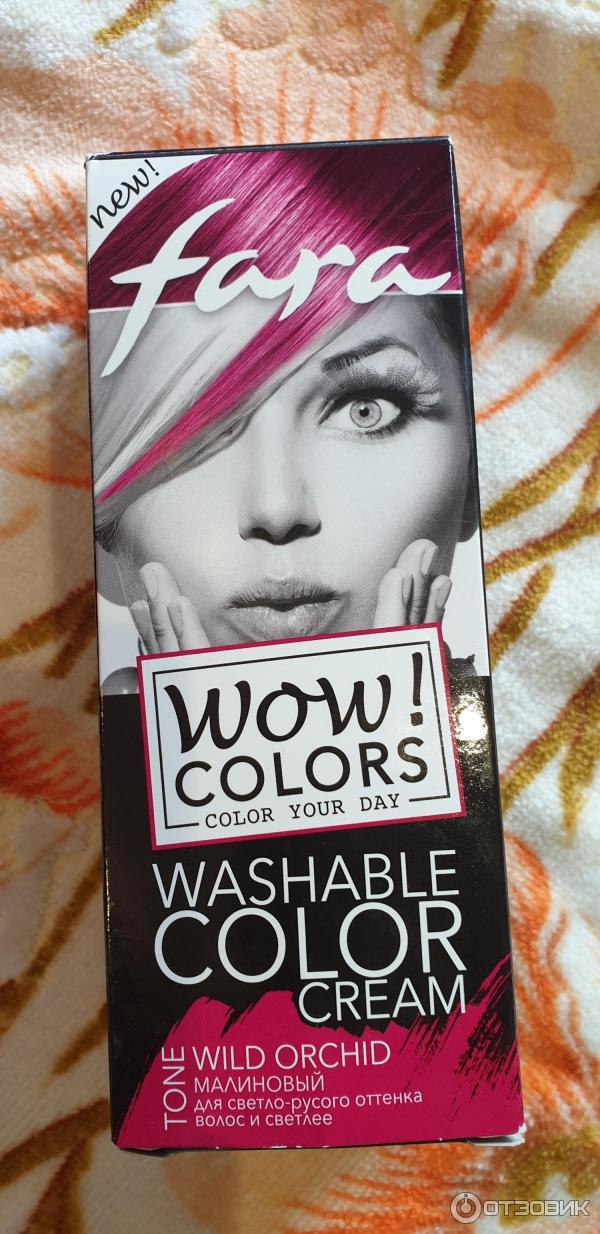 new!
fara
Wow!
COLORS
COLOR YOUR DAY
WASHABLE
COLOR
CREAM
TONE
WILD ORCHID
МАЛИНОВЫЙ
для светло-русого оттенка
волос и светлее
ОТЗОВИК